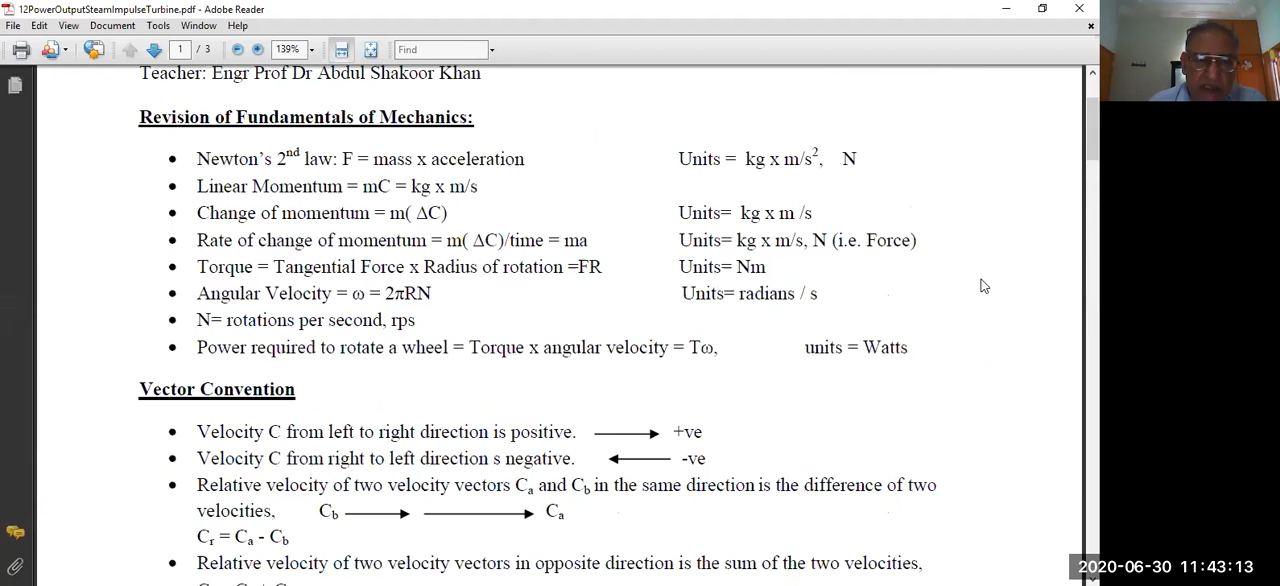 12PowerOutputSteamImpulseTurbine.pdf - Adobe Reader
File Edit View Document Tools Window Help
1 / 3 139% Find
Teacher: Engr Prof Dr Abdul Shakoor Khan
Revision of Fundamentals of Mechanics:
• Newton's 2nd law: F = mass x acceleration Units = kg x m/s², N
• Linear Momentum = mC = kg x m/s
• Change of momentum = m( ΔC) Units= kg x m /s
• Rate of change of momentum = m( ΔC)/time = ma Units= kg x m/s, N (i.e. Force)
• Torque = Tangential Force x Radius of rotation =FR Units= Nm
• Angular Velocity = ω = 2πRN Units= radians / s
• N= rotations per second, rps
• Power required to rotate a wheel = Torque x angular velocity = Tω, units = Watts
Vector Convention
• Velocity C from left to right direction is positive. +ve
• Velocity C from right to left direction s negative. -ve
• Relative velocity of two velocity vectors Ca and Cb in the same direction is the difference of two
velocities, Cb Ca
Cr = Ca - Cb
• Relative velocity of two velocity vectors in opposite direction is the sum of the two velocities,
2020-06-30 11:43:13